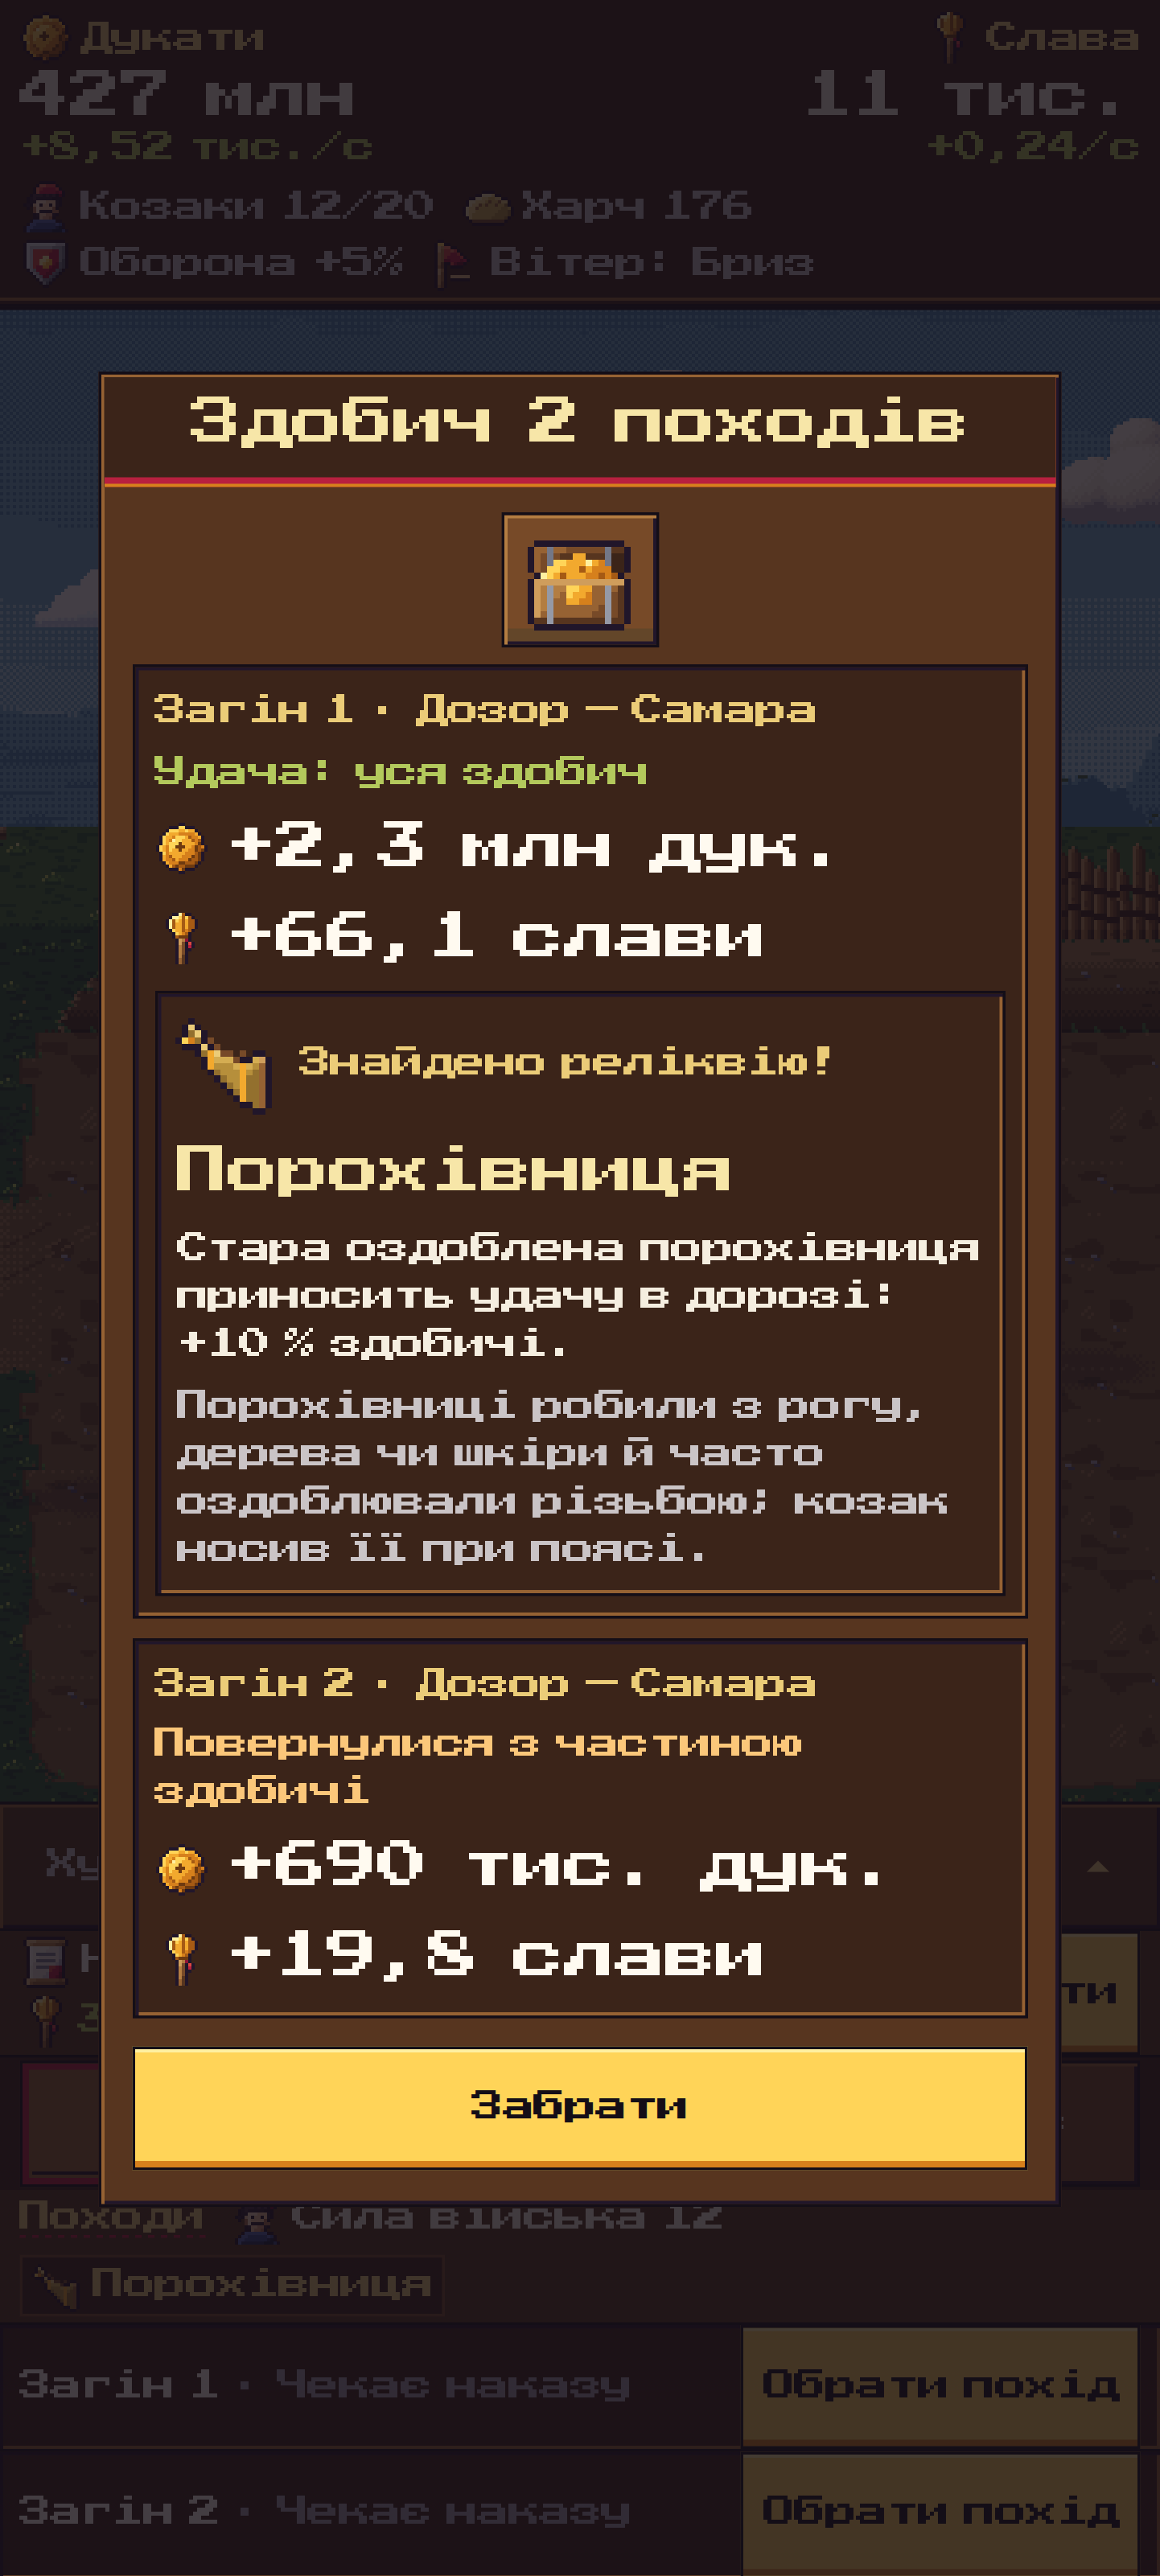 Дукати
Слава
427 млн
11 тис.
+8,52 тис./с
+0,24/с
Козаки 12/20 Харч 176
Оборона +5% Вітер: Бриз
Здобич 2 походів
Загін 1 · Дозор — Самара
Удача: уся здобич
+2,3 млн дук.
+66,1 слави
Знайдено реліквію!
Порохівниця
Стара оздоблена порохівниця
приносить удачу в дорозі:
+10 % здобичі.
Порохівниці робили з рогу,
дерева чи шкіри й часто
оздоблювали різьбою; козак
носив її при поясі.
Загін 2 · Дозор — Самара
Повернулися з частиною
здобичі
+690 тис. дук.
+19,8 слави
Забрати
Походи Сила війська 12
Порохівниця
Загін 1 · Чекає наказу
Обрати похід
Загін 2 · Чекає наказу
Обрати похід